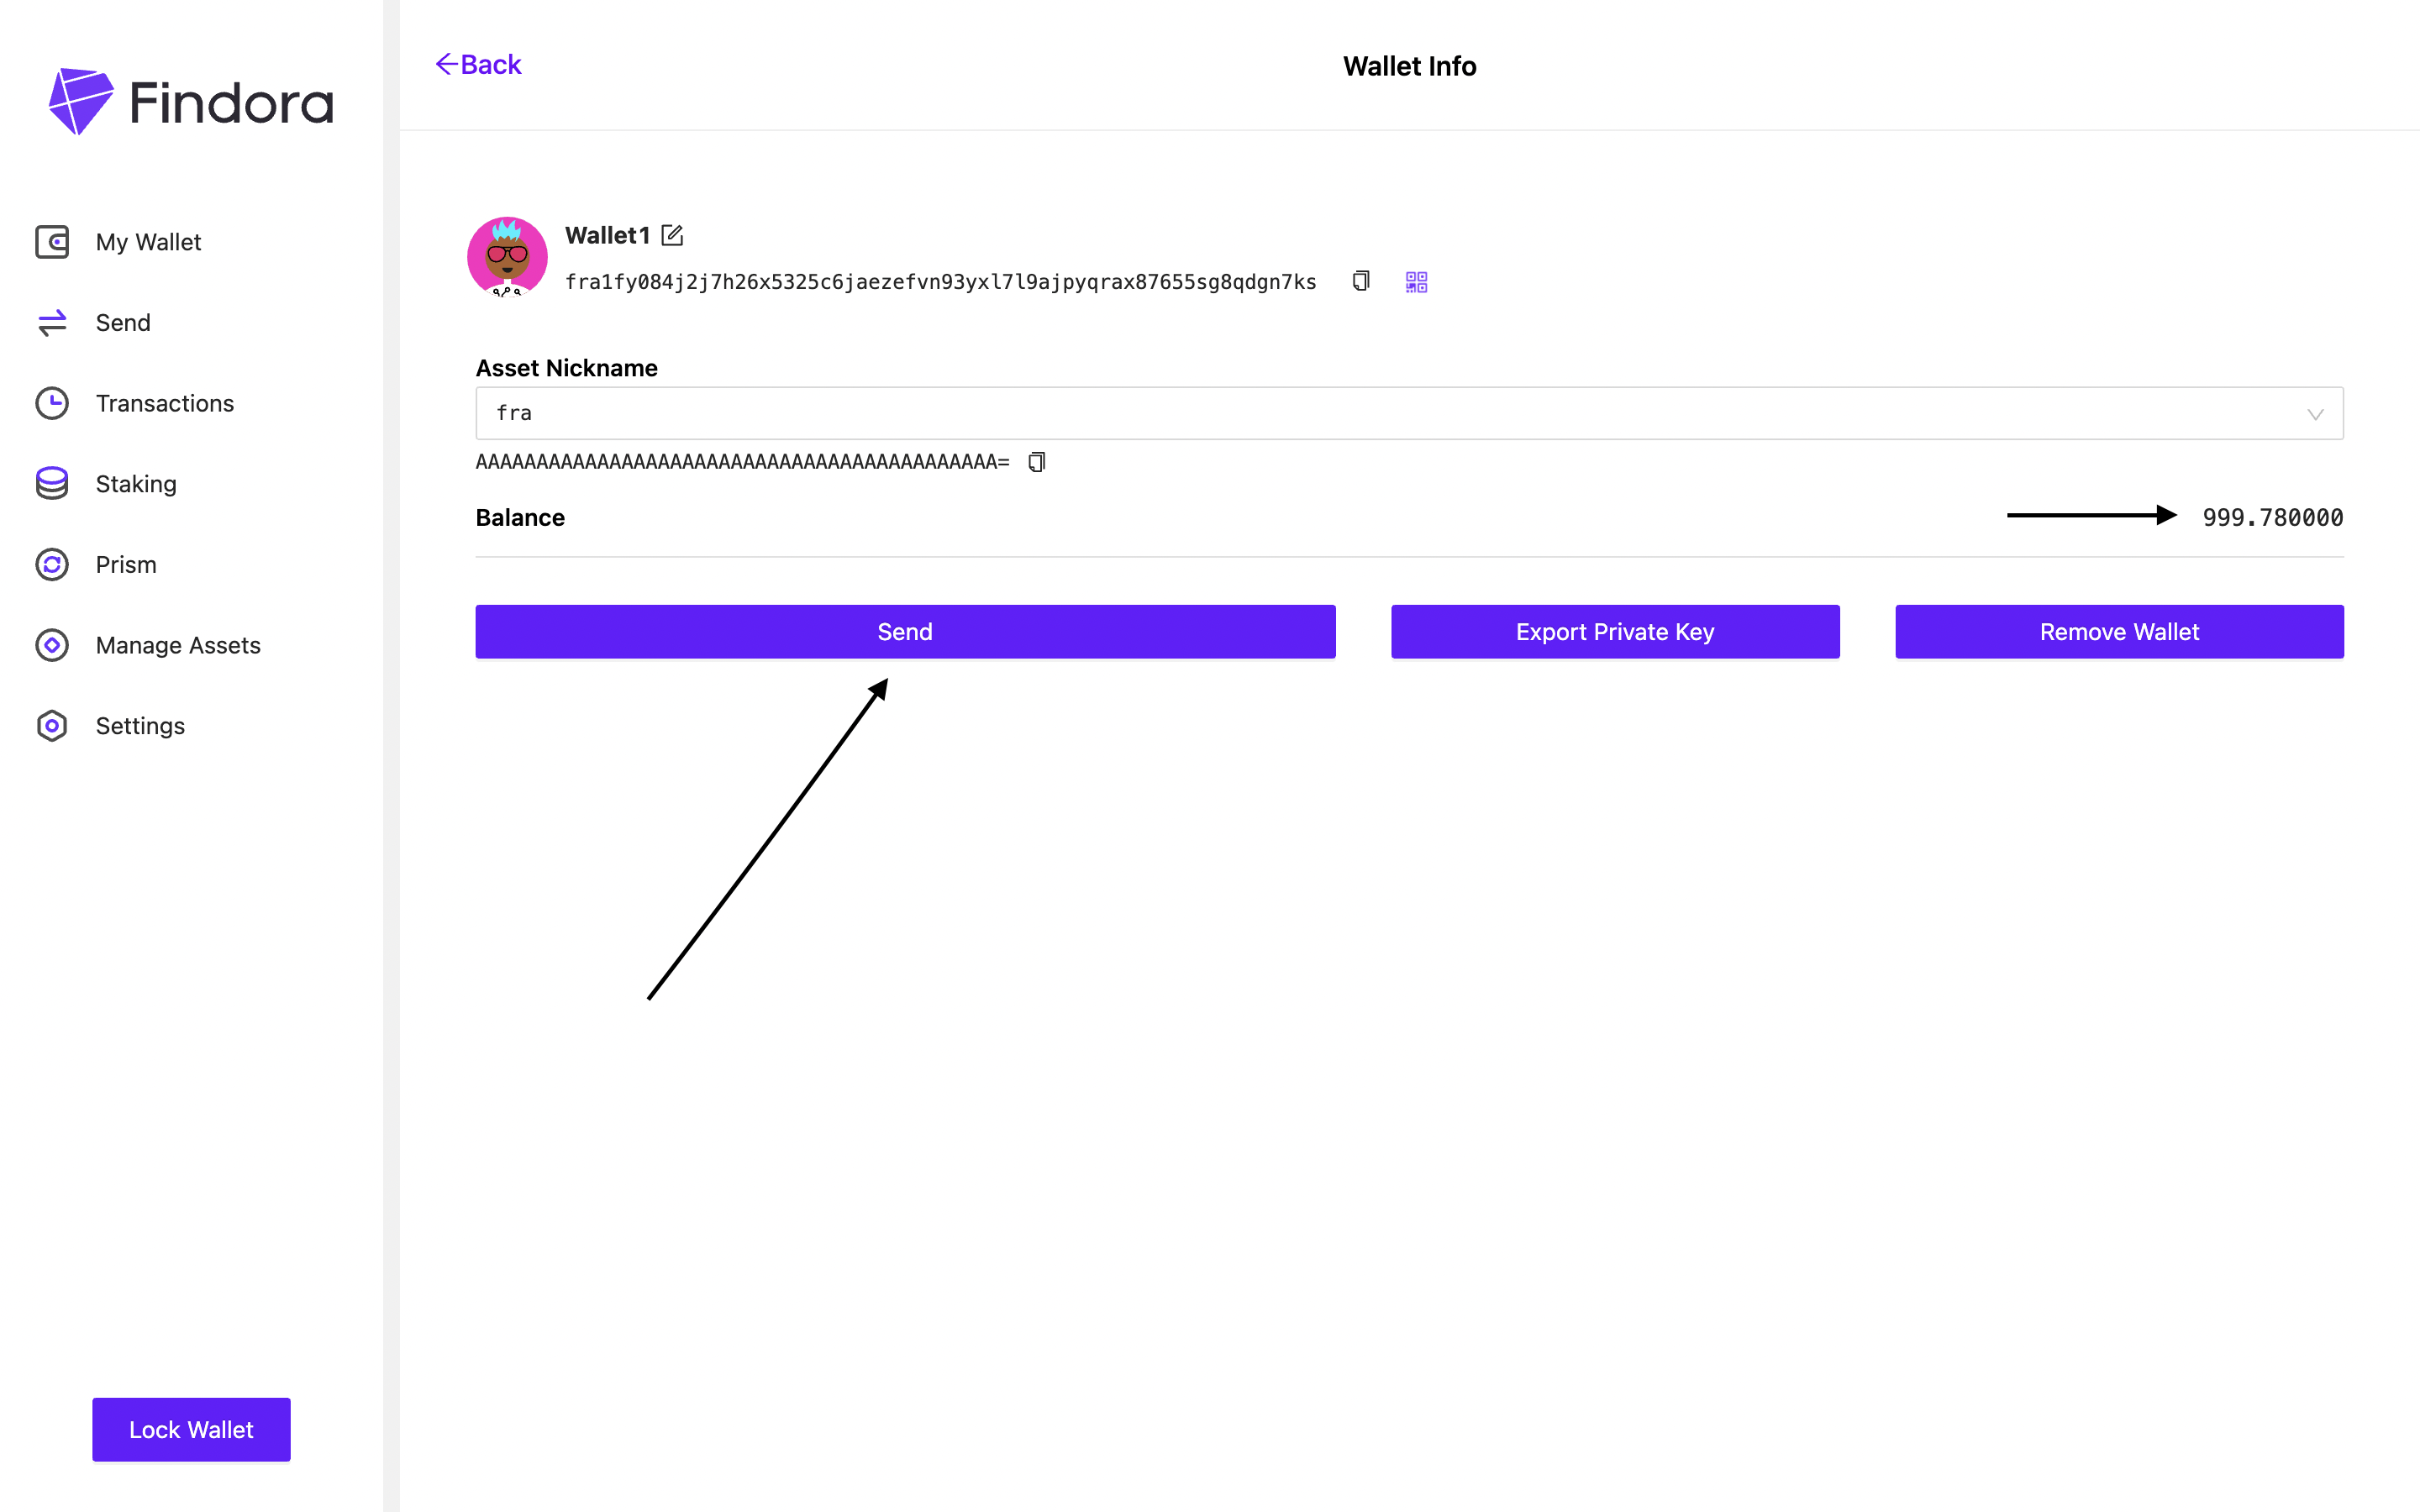 Findora
My Wallet
Send
Transactions
Staking
Prism
Manage Assets
Settings
Lock Wallet
Back
Wallet Info
Wallet1
fra1fy084j2j7h26x5325c6jaezefvn93yxl7l9ajpyqrax87655sg8qdgn7ks
Asset Nickname
fra
AAAAAAAAAAAAAAAAAAAAAAAAAAAAAAAAAAAAAAAAAAA=
Balance 999.780000
Send Export Private Key Remove Wallet